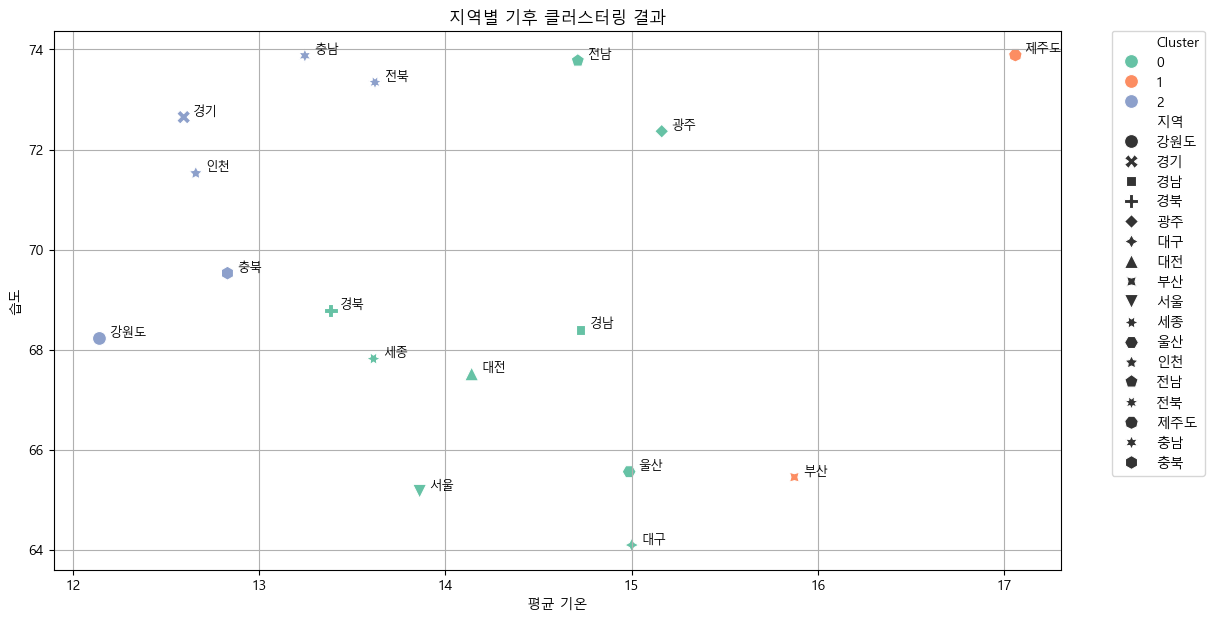 지역별 기후 클러스터링 결과
습도
74
72
70
68
66
64
충남
전북
경기
인천
충북
강원도
경북
세종
대전
서울
전남
광주
경남
울산
대구
부산
제주도
12
13
14
15
16
17
평균 기온
Cluster
0
1
2
지역
강원도
경기
경남
경북
광주
대구
대전
부산
서울
세종
울산
인천
전남
전북
제주도
충남
충북